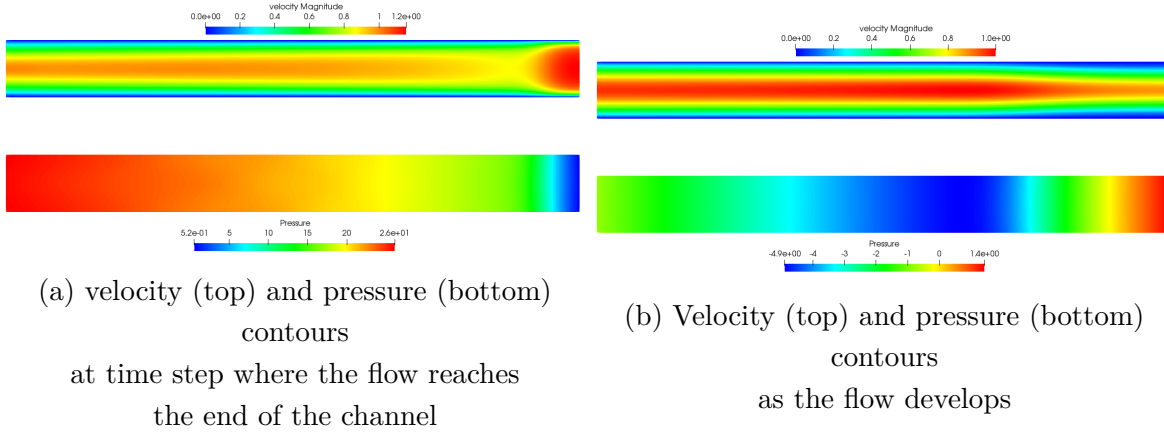 velocity Magnitude
0.0e+00 0.2 0.4 0.6 0.8 1 1.2e+00
Pressure
5.2e-01 5 10 15 20 2.6e+01
(a) velocity (top) and pressure (bottom)
contours
at time step where the flow reaches
the end of the channel
velocity Magnitude
0.0e+00 0.2 0.4 0.6 0.8 1.0e+00
Pressure
-4.9e+00 -4 -3 -2 -1 0 1.4e+00
(b) Velocity (top) and pressure (bottom)
contours
as the flow develops